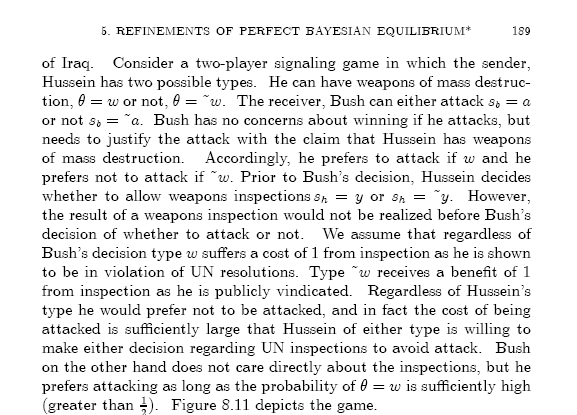 5. REFINEMENTS OF PERFECT BAYESIAN EQUILIBRIUM* 189
of Iraq. Consider a two-player signaling game in which the sender,
Hussein has two possible types. He can have weapons of mass destruc-
tion, θ = w or not, θ = ~w. The receiver, Bush can either attack s_b = a
or not s_b = ~a. Bush has no concerns about winning if he attacks, but
needs to justify the attack with the claim that Hussein has weapons
of mass destruction. Accordingly, he prefers to attack if w and he
prefers not to attack if ~w. Prior to Bush's decision, Hussein decides
whether to allow weapons inspections s_h = y or s_h = ~y. However,
the result of a weapons inspection would not be realized before Bush's
decision of whether to attack or not. We assume that regardless of
Bush's decision type w suffers a cost of 1 from inspection as he is shown
to be in violation of UN resolutions. Type ~w receives a benefit of 1
from inspection as he is publicly vindicated. Regardless of Hussein's
type he would prefer not to be attacked, and in fact the cost of being
attacked is sufficiently large that Hussein of either type is willing to
make either decision regarding UN inspections to avoid attack. Bush
on the other hand does not care directly about the inspections, but he
prefers attacking as long as the probability of θ = w is sufficiently high
(greater than 1/2). Figure 8.11 depicts the game.